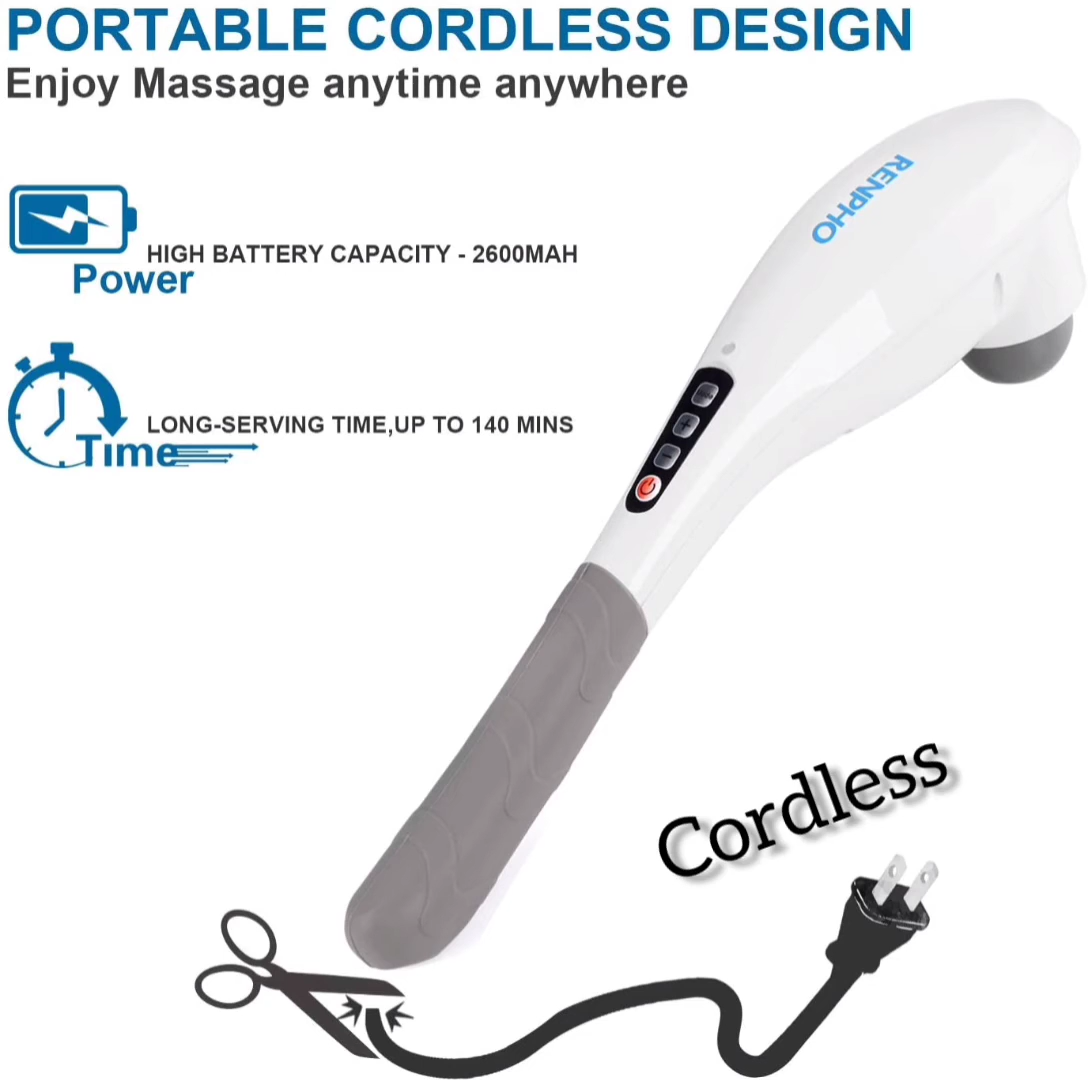 PORTABLE CORDLESS DESIGN
Enjoy Massage anytime anywhere
RENPHO
HIGH BATTERY CAPACITY - 2600MAH
Power
LONG-SERVING TIME,UP TO 140 MINS
Time
+
-
Cordless